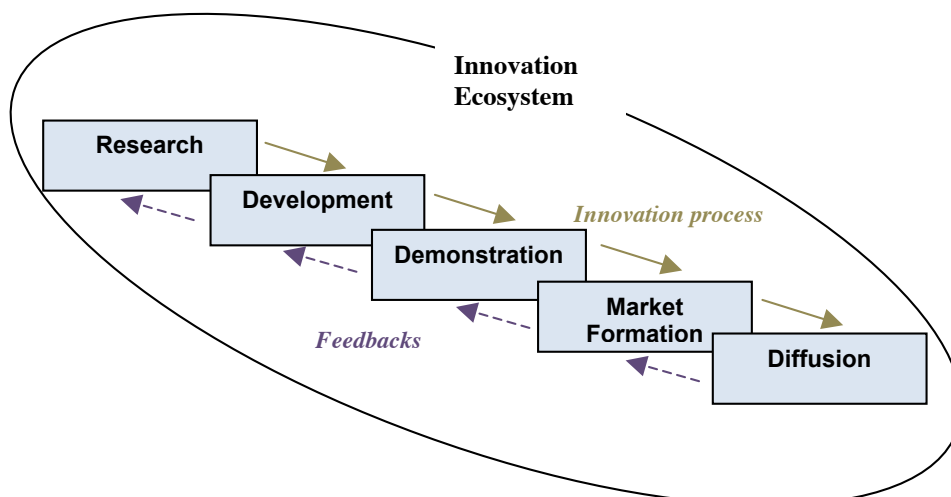 Innovation
Ecosystem
Research
Development
Innovation process
Demonstration
Market
Formation
Feedbacks
Diffusion